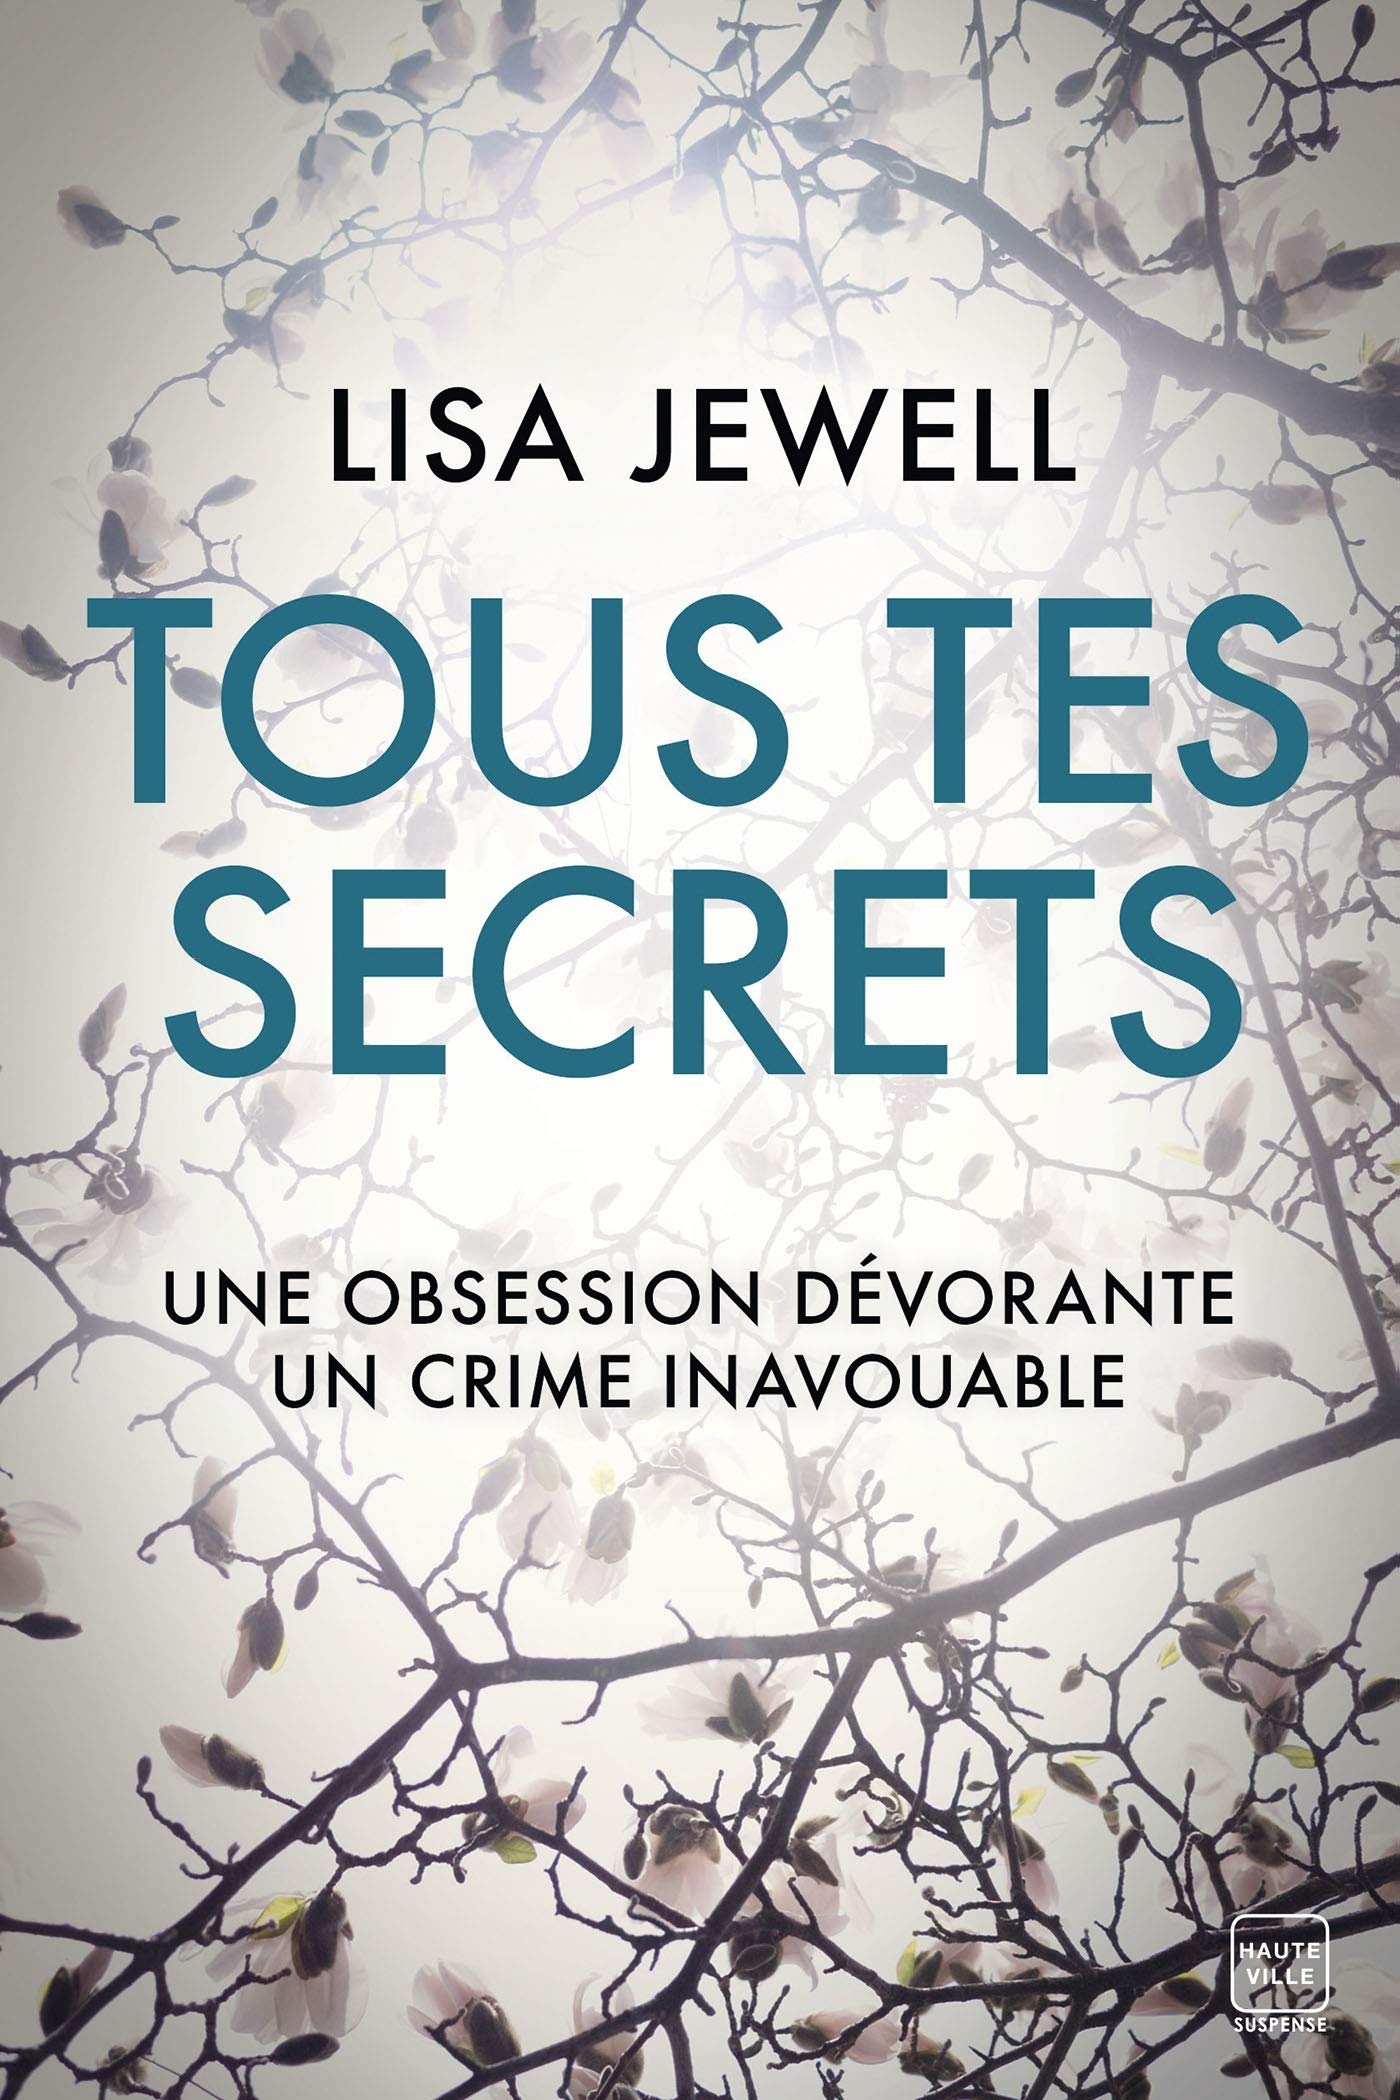 LISA JEWELL
TOUS TES
SECRETS
UNE OBSESSION DÉVORANTE
UN CRIME INAVOUABLE
HAUTE
VILLE
SUSPENSE